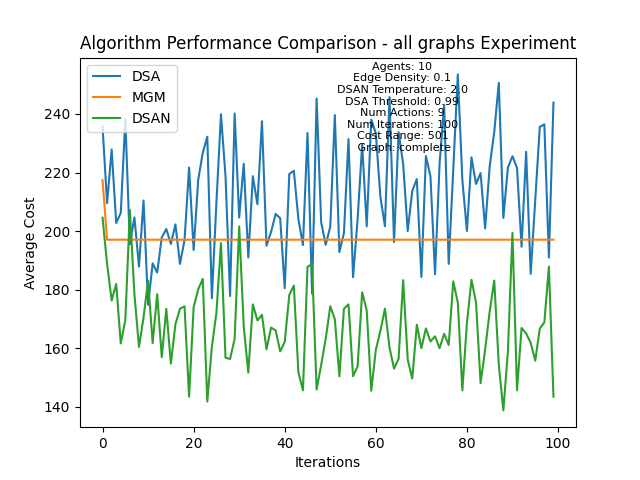 Algorithm Performance Comparison - all graphs Experiment
DSA
MGM
DSAN
Agents: 10
Edge Density: 0.1
DSAN Temperature: 2.0
DSA Threshold: 0.99
Num Actions: 9
Num Iterations: 100
Cost Range: 501
Graph: complete
Average Cost
240
220
200
180
160
140
0
20
40
60
80
100
Iterations